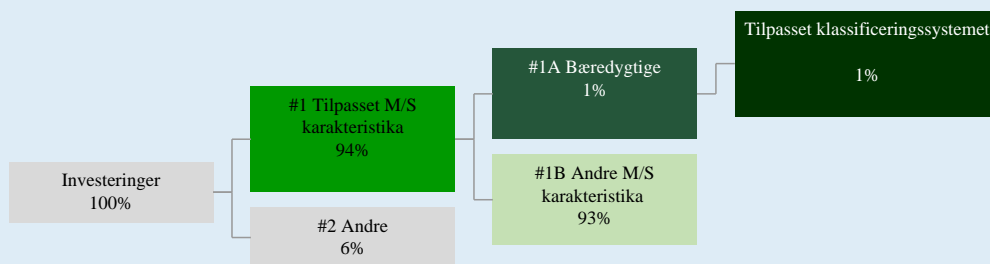 Investeringer
100%
#1 Tilpasset M/S
karakteristika
94%
#2 Andre
6%
#1A Bæredygtige
1%
#1B Andre M/S
karakteristika
93%
Tilpasset klassificeringssystemet
1%